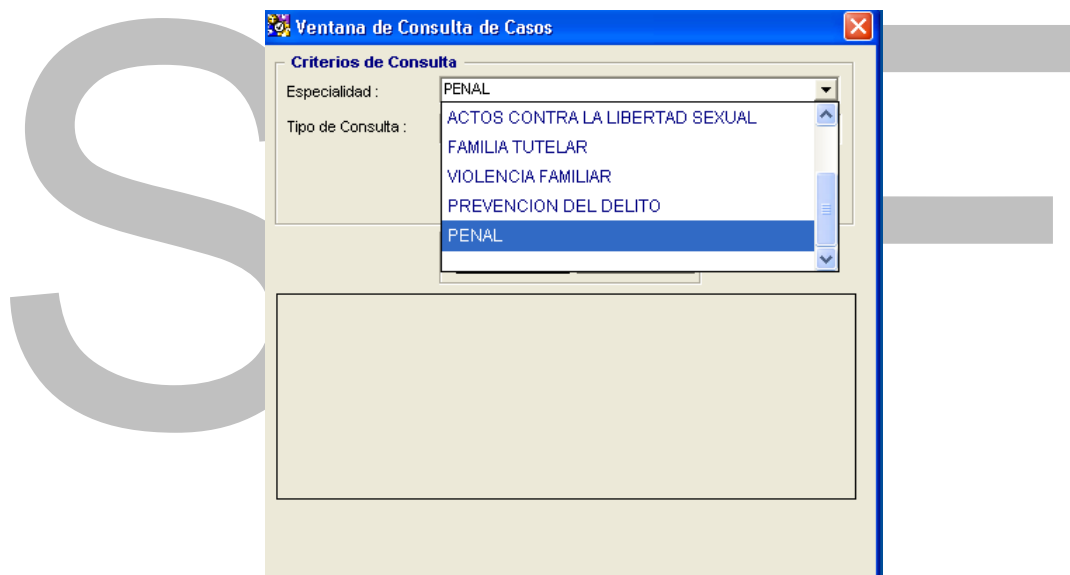 Ventana de Consulta de Casos
Criterios de Consulta
Especialidad : PENAL
Tipo de Consulta :
ACTOS CONTRA LA LIBERTAD SEXUAL
FAMILIA TUTELAR
VIOLENCIA FAMILIAR
PREVENCION DEL DELITO
PENAL
S F